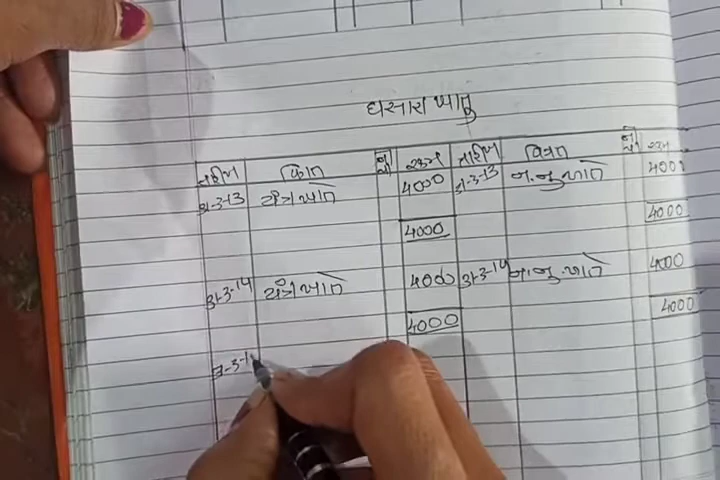 ઘસારા ખાતુ
તારીખ વિગત રકમ તારીખ વિગત રકમ
31-3-13 યંત્ર ખાતે 4000 31-3-13 ન.નુ. ખાતે 4000
4000 4000
31-3-14 યંત્ર ખાતે 4000 31-3-14 ન.નુ. ખાતે 4000
4000 4000
31-3-1